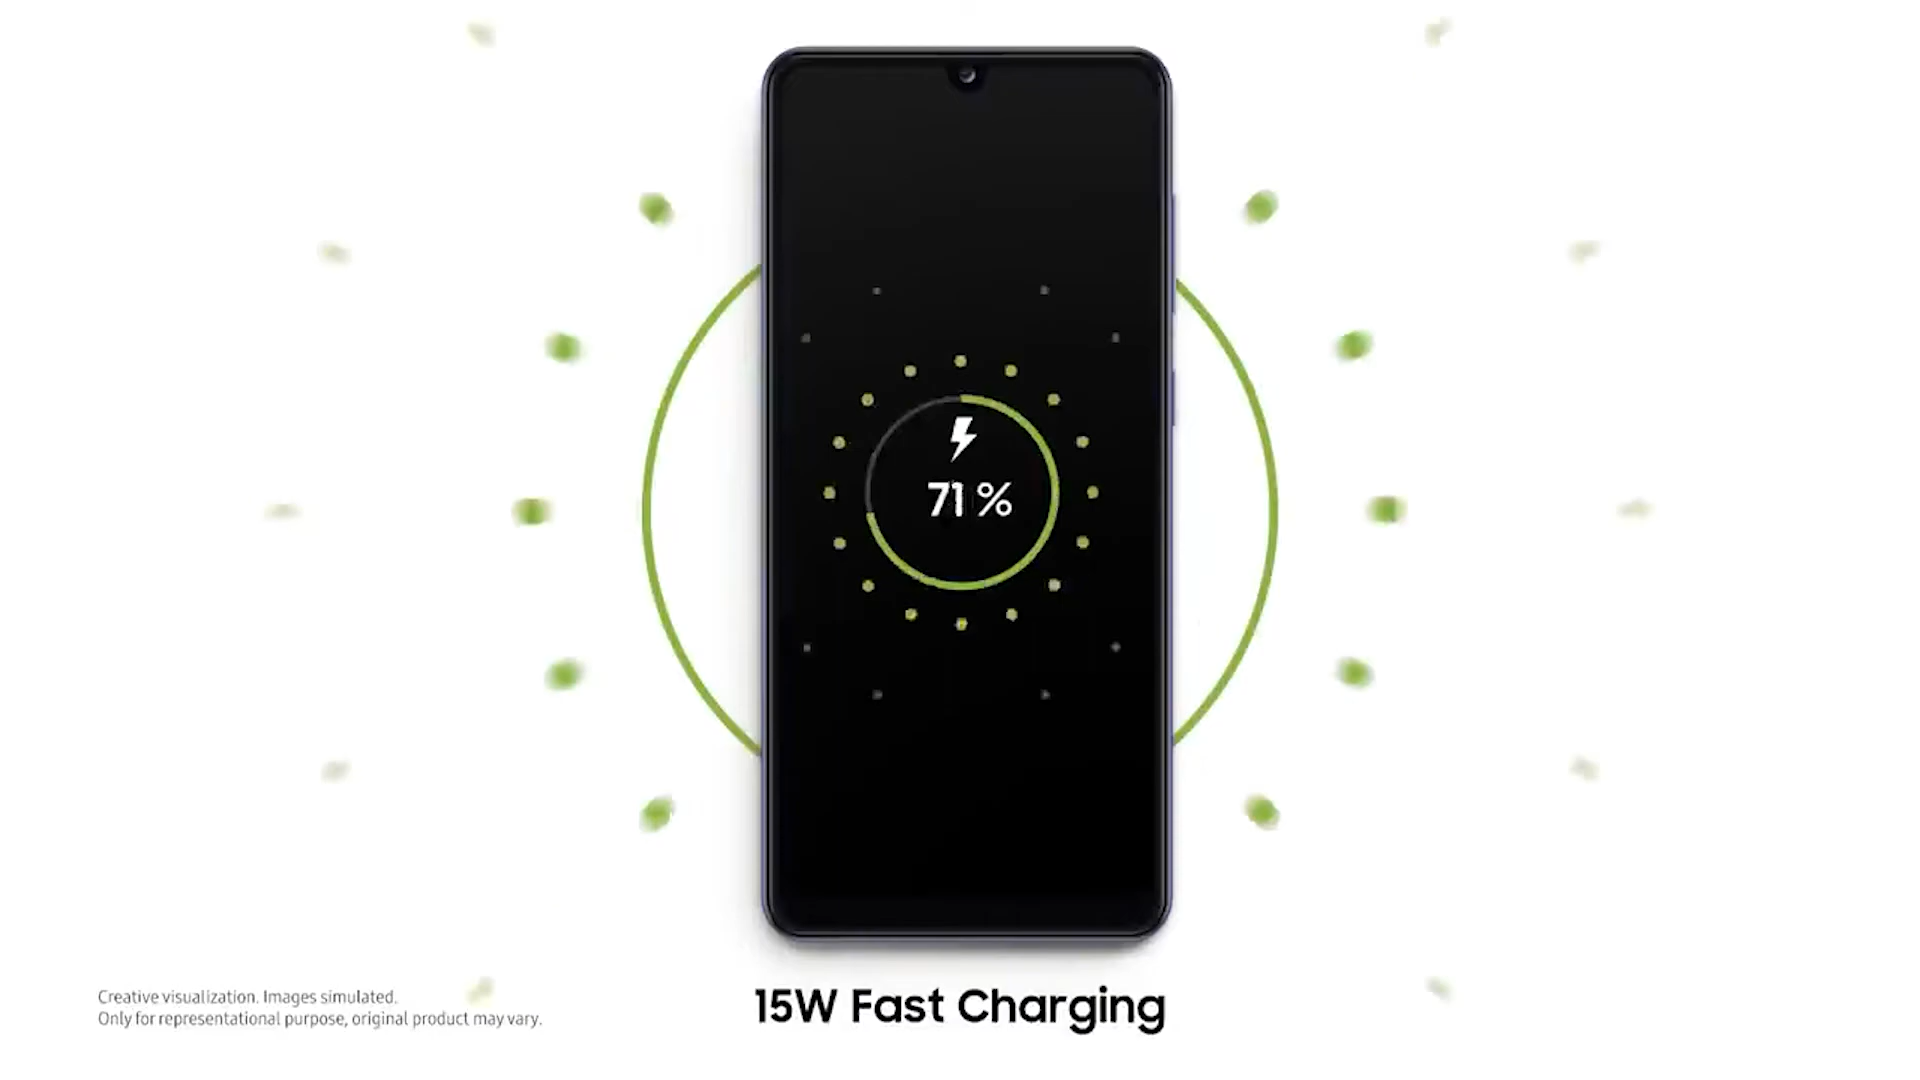 71 %
15W Fast Charging
Creative visualization. Images simulated.
Only for representational purpose, original product may vary.